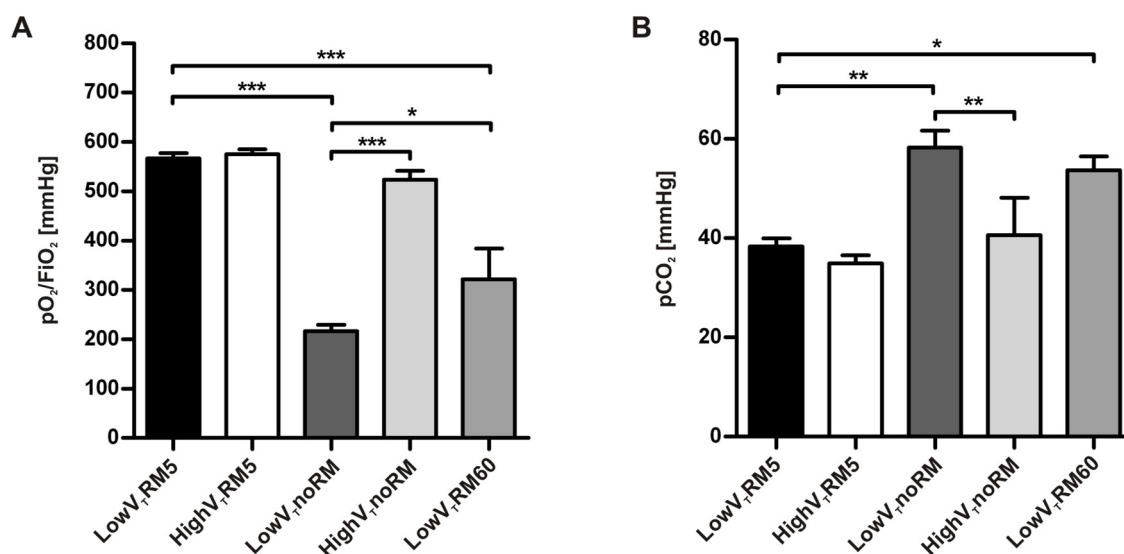 A
800
700
600
500
400
300
200
100
0
pO₂/FiO₂ [mmHg]
***
***
*
***
LowVTRM5
HighVTRM5
LowVTnoRM
HighVTnoRM
LowVTRM60
B
80
60
40
20
0
pCO₂ [mmHg]
*
**
**
LowVTRM5
HighVTRM5
LowVTnoRM
HighVTnoRM
LowVTRM60